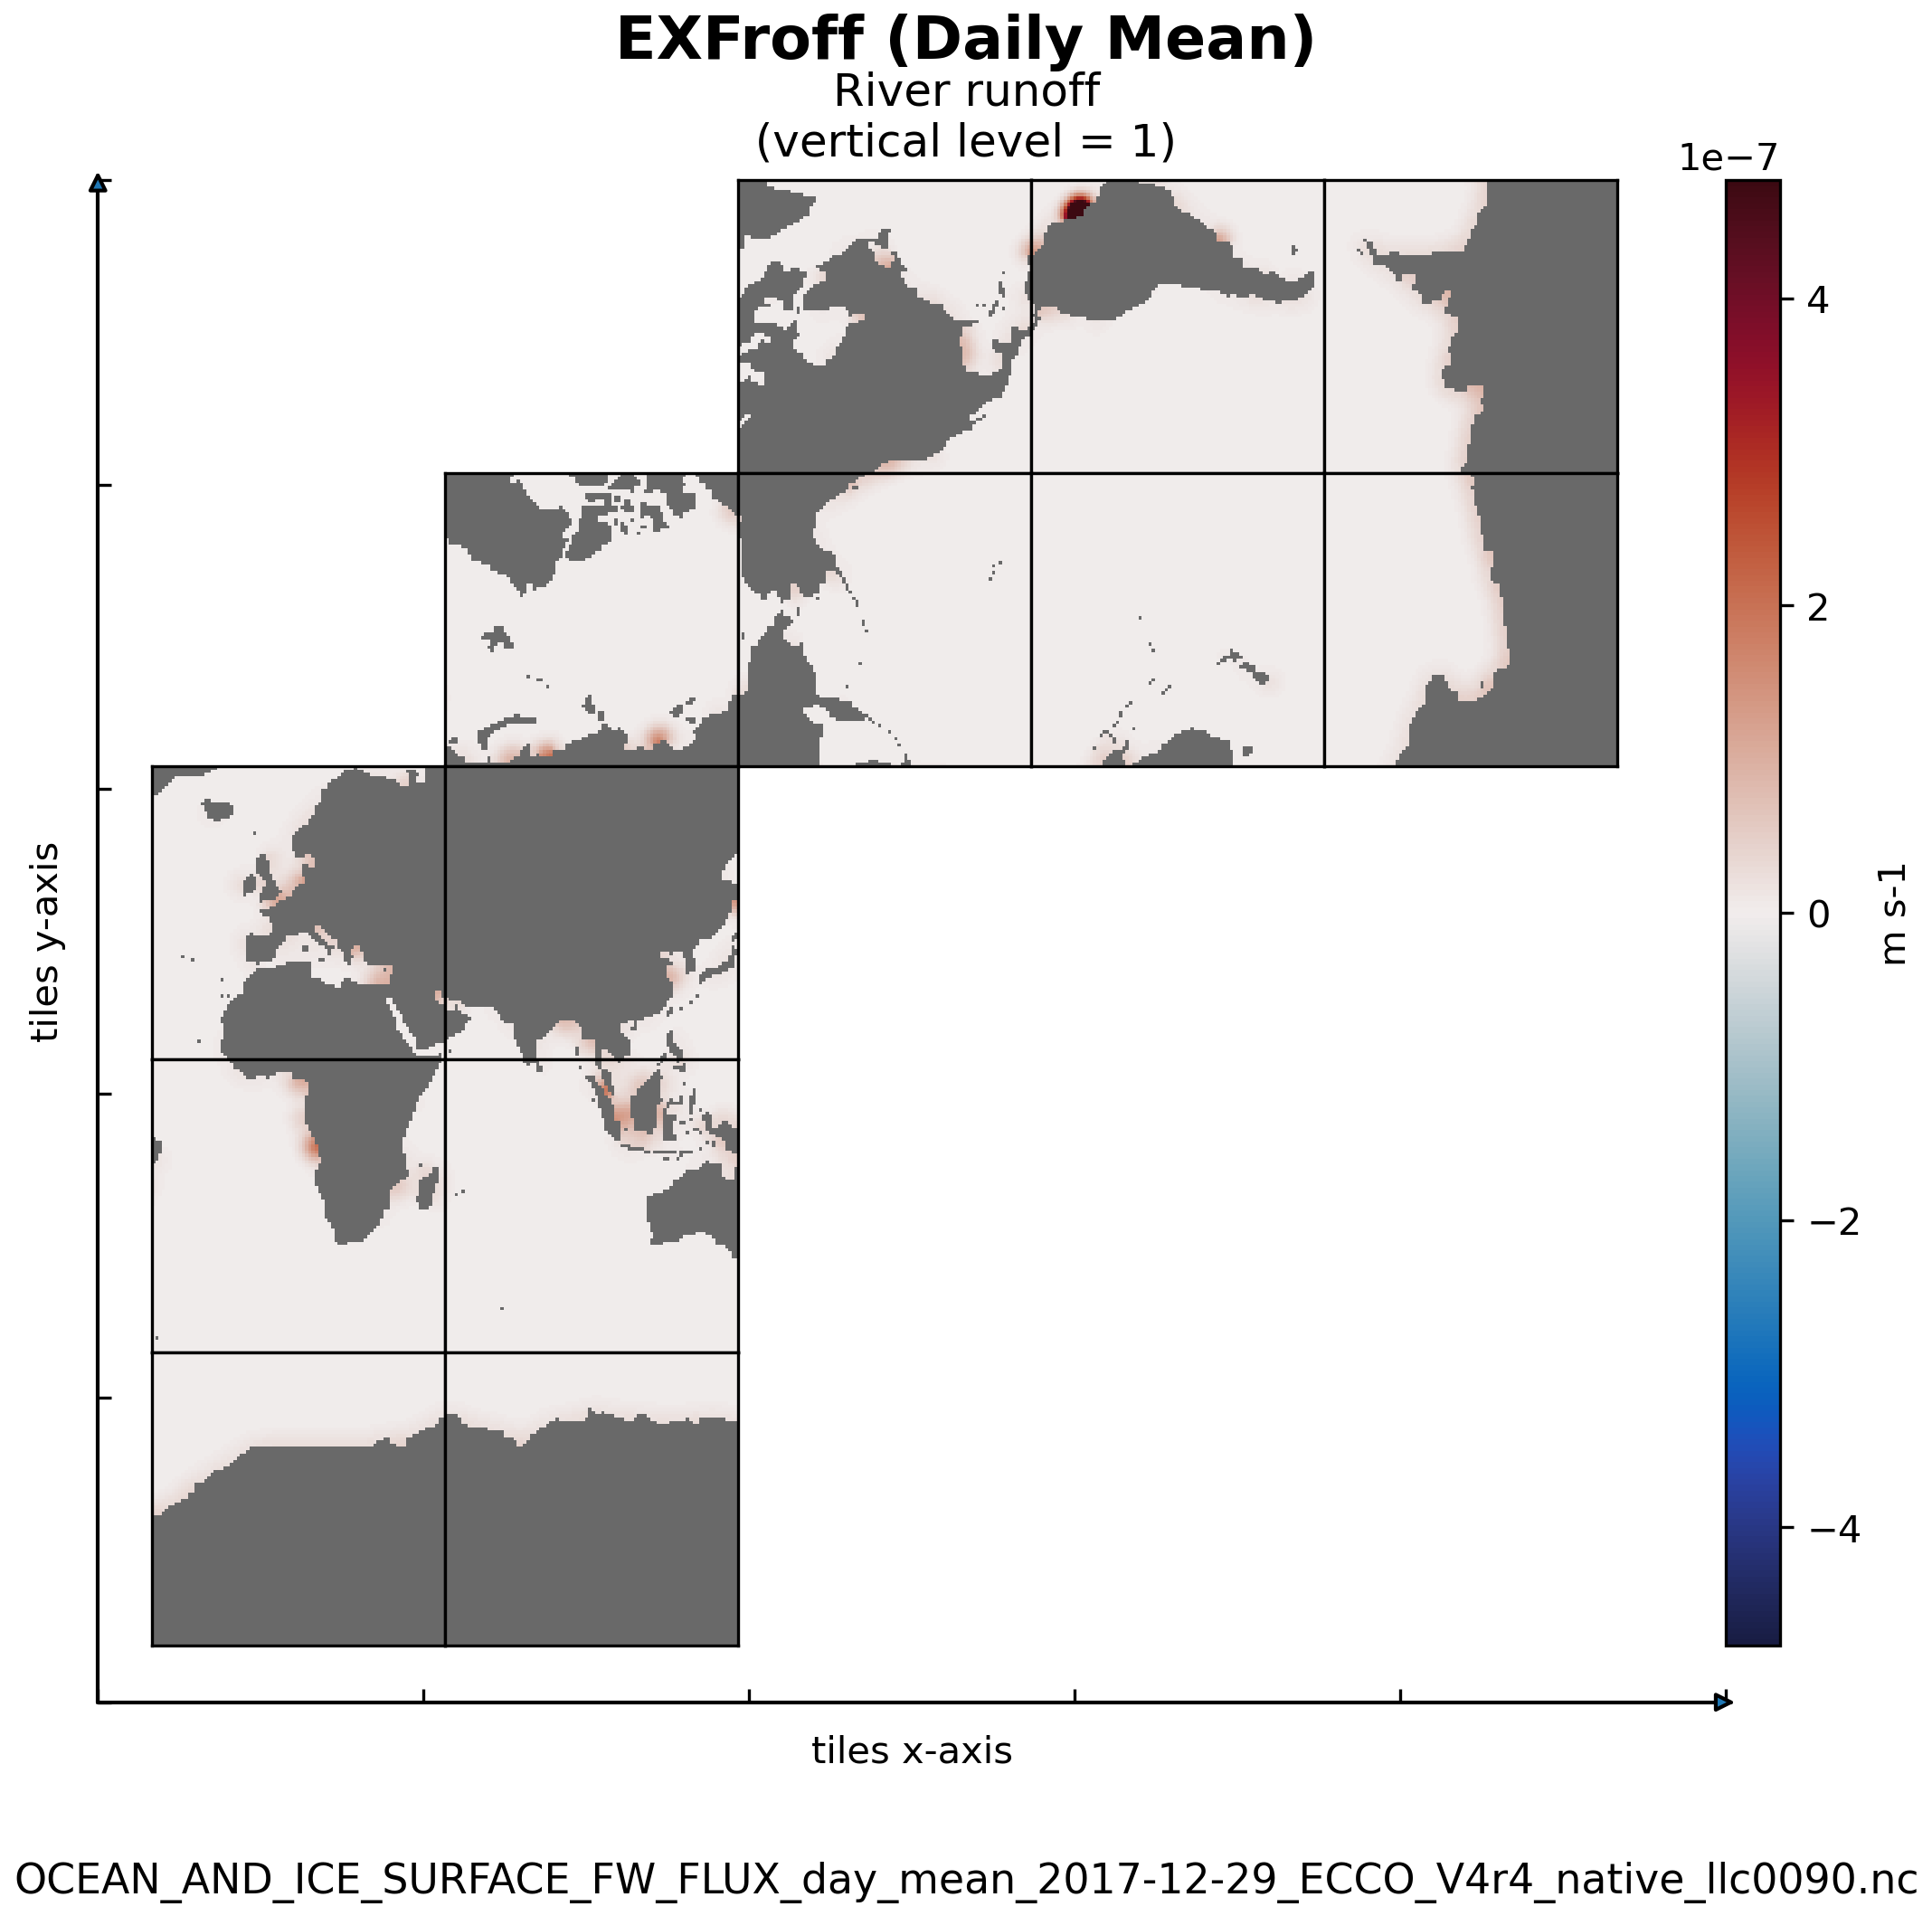 EXFroff (Daily Mean)
River runoff
(vertical level = 1)
1e−7
4
2
0
−2
−4
m s-1
tiles y-axis
tiles x-axis
OCEAN_AND_ICE_SURFACE_FW_FLUX_day_mean_2017-12-29_ECCO_V4r4_native_llc0090.nc